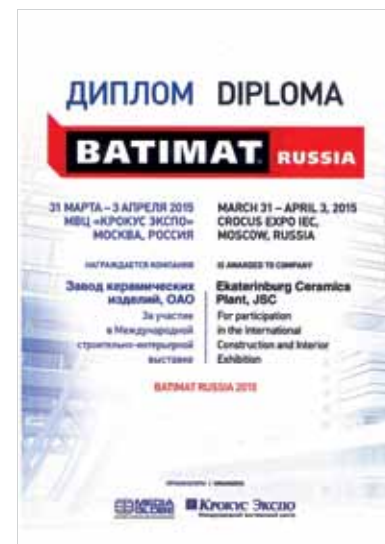 ДИПЛОМ DIPLOMA
BATIMAT RUSSIA
31 МАРТА – 3 АПРЕЛЯ 2015
МВЦ «КРОКУС ЭКСПО»
МОСКВА, РОССИЯ
MARCH 31 – APRIL 3, 2015
CROCUS EXPO IEC,
MOSCOW, RUSSIA
НАГРАЖДАЕТСЯ КОМПАНИЯ
Завод керамических
изделий, ОАО
За участие
в Международной
строительно-интерьерной
выставке
IS AWARDED TO COMPANY
Ekaterinburg Ceramics
Plant, JSC
For participation
in the International
Construction and Interior
Exhibition
BATIMAT RUSSIA 2015
MEDIA
GLOBE
Крокус Экспо